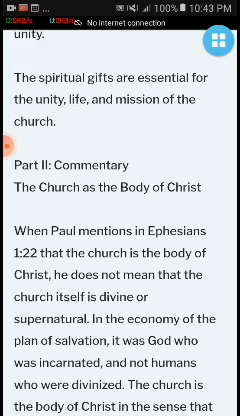 100% 10:43 PM
U:0KB/s U:0KB/s No internet connection
unity.
The spiritual gifts are essential for
the unity, life, and mission of the
church.
Part II: Commentary
The Church as the Body of Christ
When Paul mentions in Ephesians
1:22 that the church is the body of
Christ, he does not mean that the
church itself is divine or
supernatural. In the economy of the
plan of salvation, it was God who
was incarnated, and not humans
who were divinized. The church is
the body of Christ in the sense that